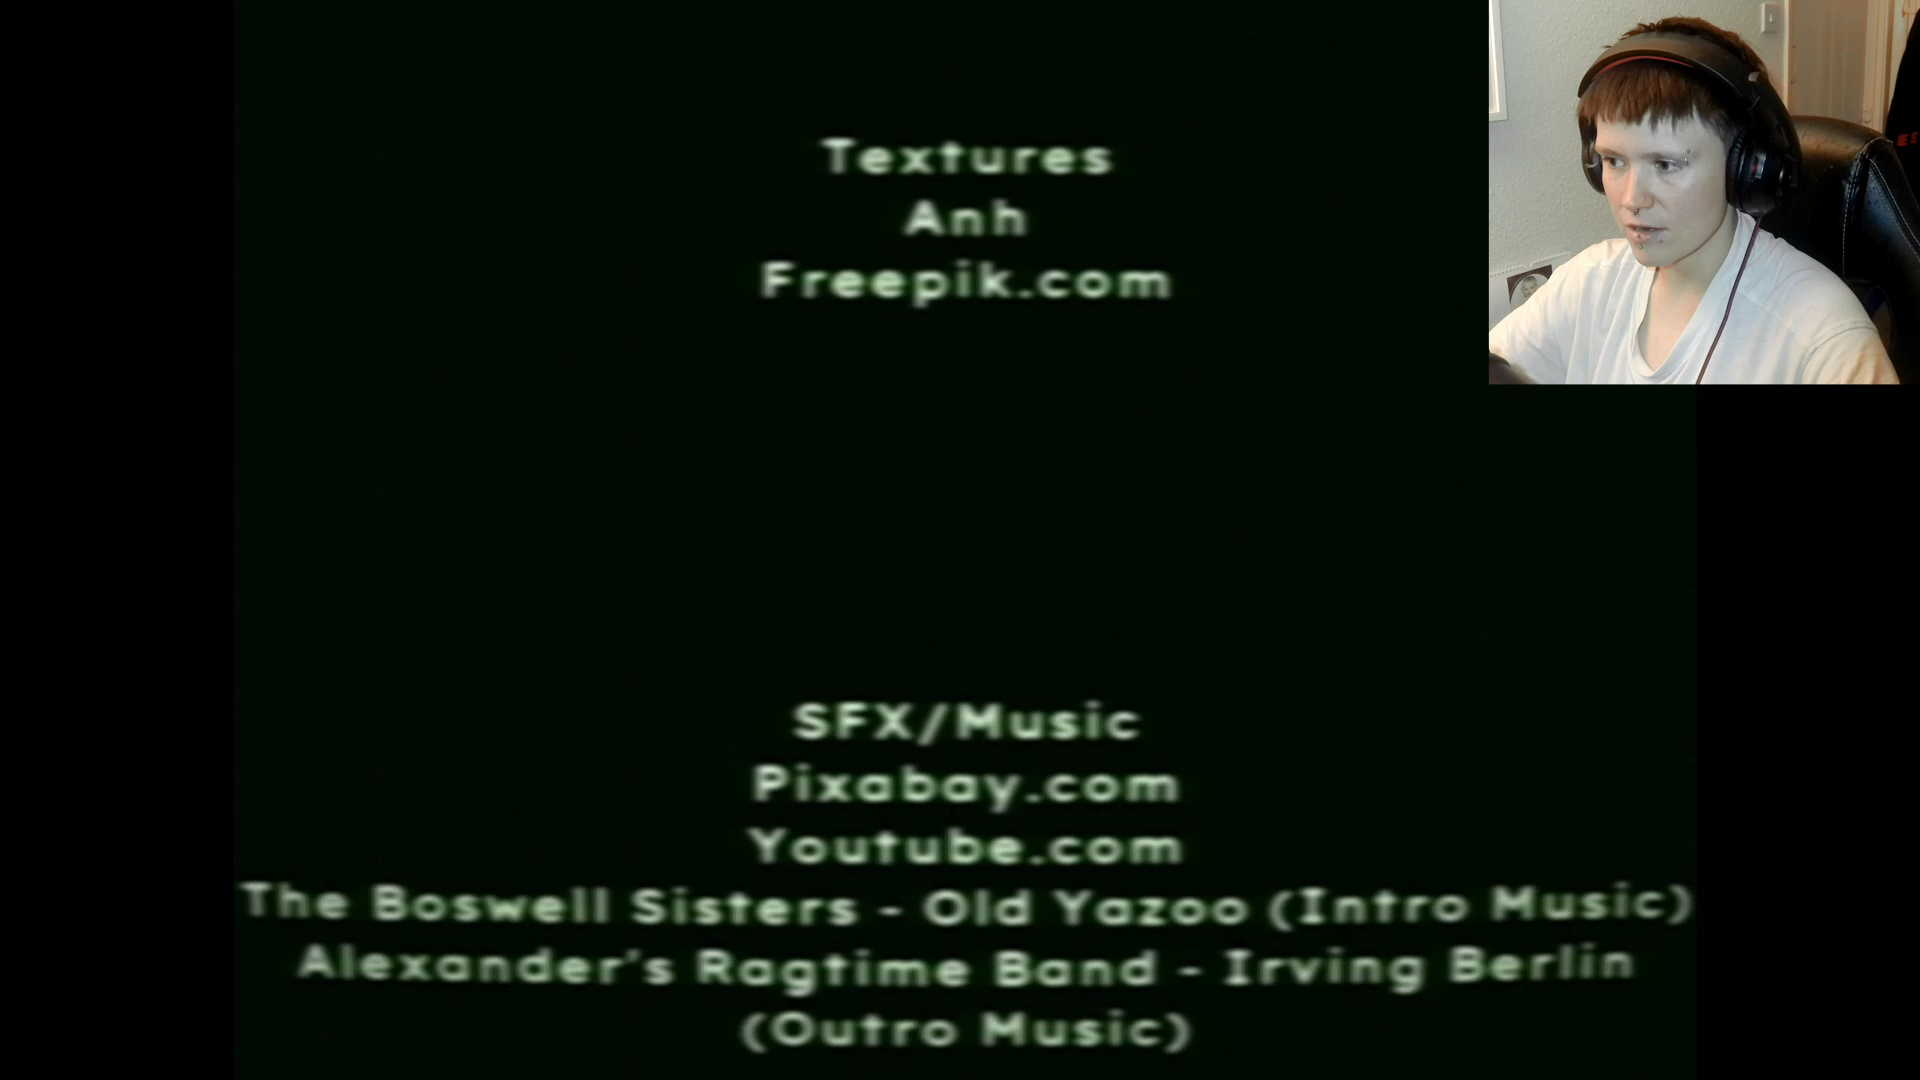 Textures
Anh
Freepik.com
SFX/Music
Pixabay.com
Youtube.com
The Boswell Sisters - Old Yazoo (Intro Music)
Alexander's Ragtime Band - Irving Berlin
(Outro Music)